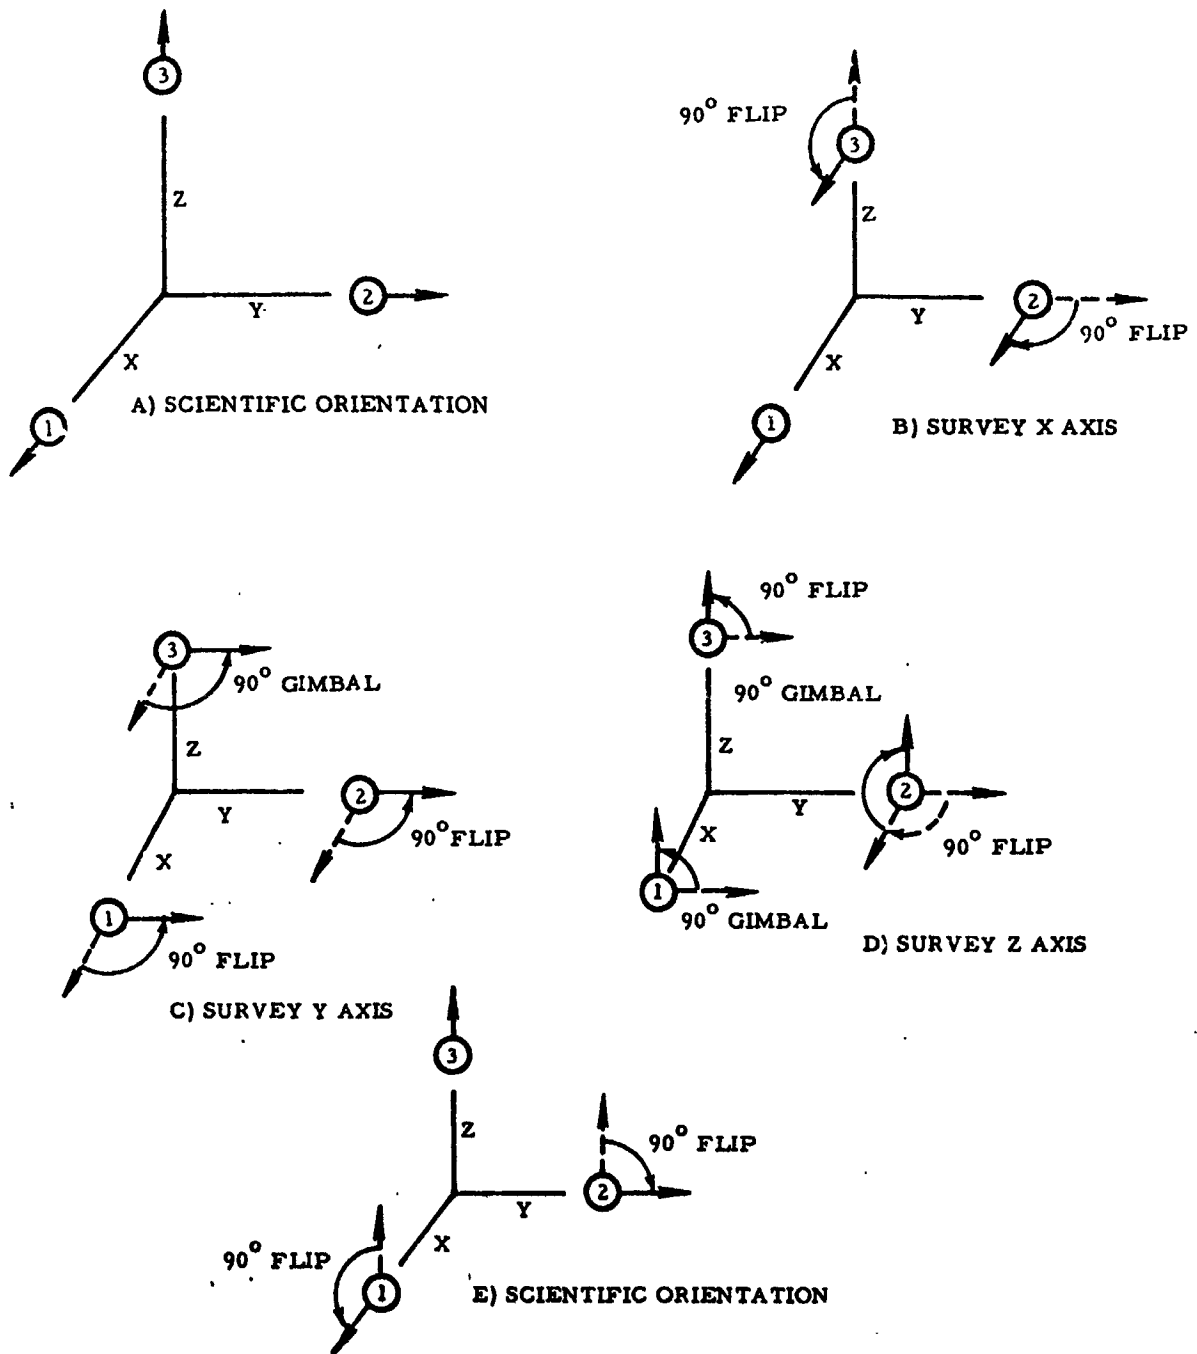 3
Z
2
Y
X
1
A) SCIENTIFIC ORIENTATION
90° FLIP
3
Z
2
Y
90° FLIP
X
1
B) SURVEY X AXIS
3
90° GIMBAL
Z
2
Y
90° FLIP
X
1
90° FLIP
C) SURVEY Y AXIS
90° FLIP
3
90° GIMBAL
Z
2
Y
X
90° FLIP
1
90° GIMBAL
D) SURVEY Z AXIS
3
Z
90° FLIP
2
Y
X
90° FLIP
1
E) SCIENTIFIC ORIENTATION